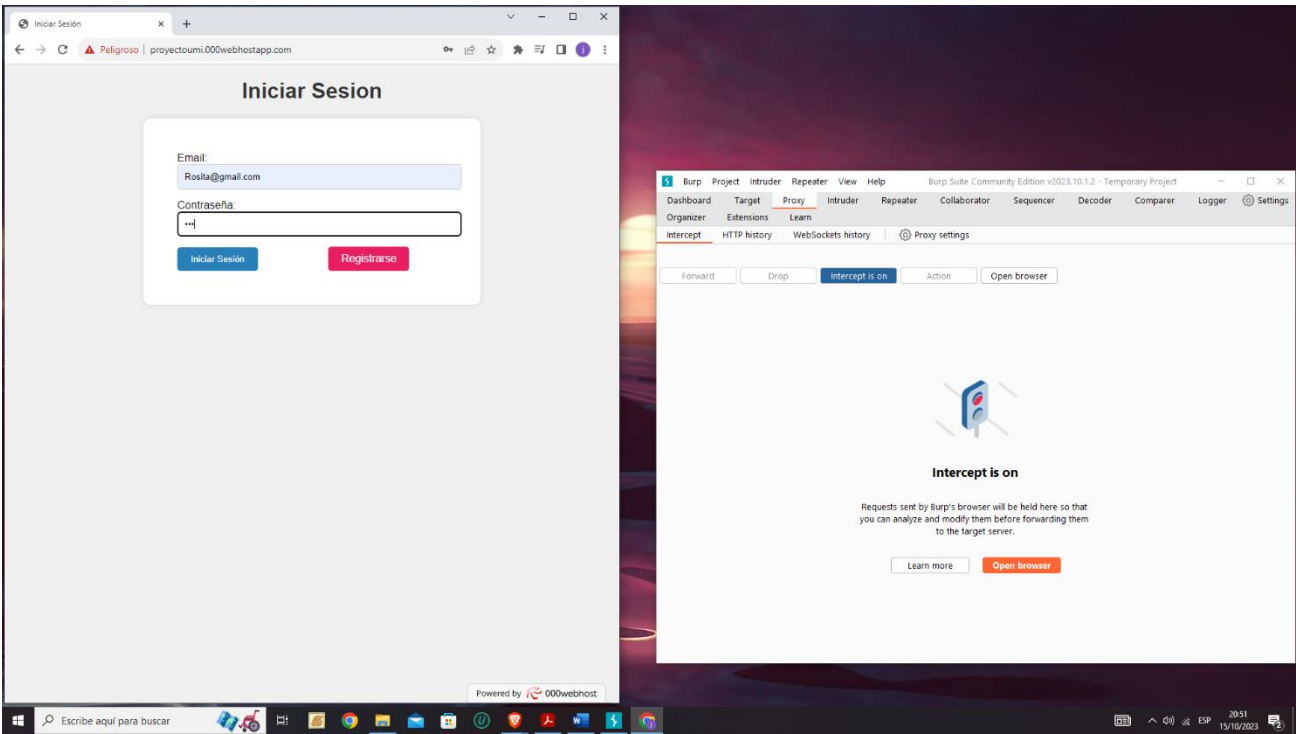 Iniciar Sesión
Peligroso | proyectoumi.000webhostapp.com
Iniciar Sesion
Email:
Rosita@gmail.com
Contraseña:
•••
Iniciar Sesión Registrarse
Powered by 000webhost
Burp Project Intruder Repeater View Help Burp Suite Community Edition v2023.10.1.2 - Temporary Project
Dashboard Target Proxy Intruder Repeater Collaborator Sequencer Decoder Comparer Logger Settings
Organizer Extensions Learn
Intercept HTTP history WebSockets history Proxy settings
Forward Drop Intercept is on Action Open browser
Intercept is on
Requests sent by Burp's browser will be held here so that
you can analyze and modify them before forwarding them
to the target server.
Learn more Open browser
Escribe aquí para buscar
ESP 20:51
15/10/2023
2